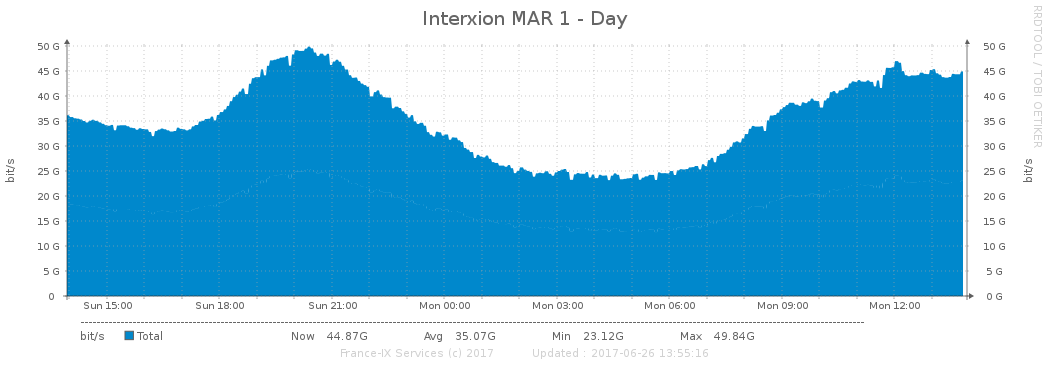 Interxion MAR 1 - Day
RRDTOOL / TOBI OETIKER
bit/s
50 G 50 G
45 G 45 G
40 G 40 G
35 G 35 G
30 G 30 G
25 G 25 G
20 G 20 G
15 G 15 G
10 G 10 G
5 G 5 G
0 0 G
bit/s
Sun 15:00 Sun 18:00 Sun 21:00 Mon 00:00 Mon 03:00 Mon 06:00 Mon 09:00 Mon 12:00
bit/s Total Now 44.87G Avg 35.07G Min 23.12G Max 49.84G
France-IX Services (c) 2017 Updated : 2017-06-26 13:55:16